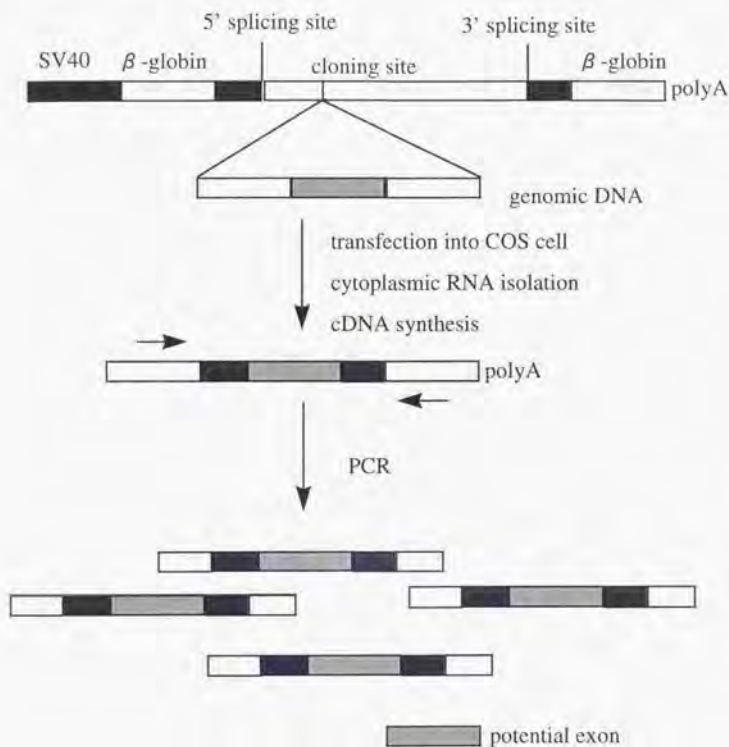 5' splicing site
3' splicing site
SV40
β-globin
cloning site
β-globin
polyA
genomic DNA
transfection into COS cell
cytoplasmic RNA isolation
cDNA synthesis
polyA
PCR
potential exon